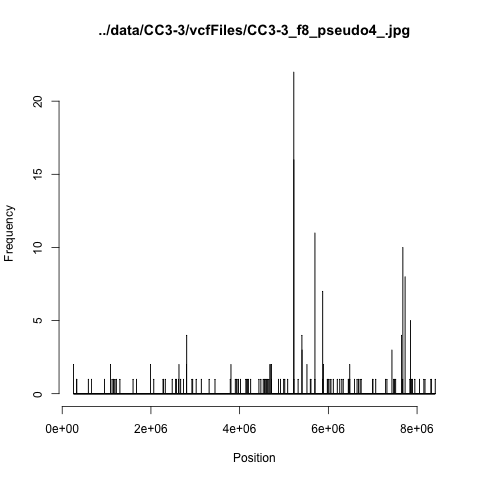 ../data/CC3-3/vcfFiles/CC3-3_f8_pseudo4_.jpg
Frequency
20
15
10
5
0
0e+00 2e+06 4e+06 6e+06 8e+06
Position